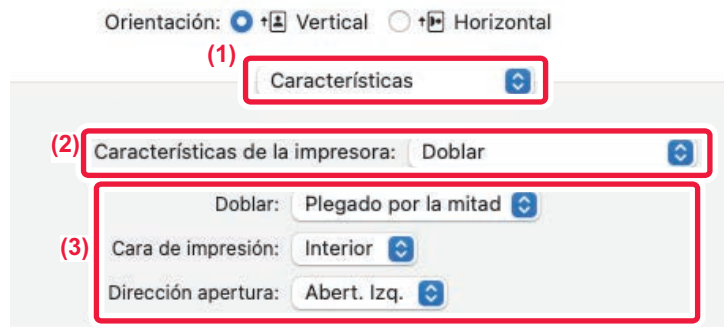 Orientación: Vertical Horizontal
(1)
Características
(2) Características de la impresora: Doblar
Doblar: Plegado por la mitad
(3) Cara de impresión: Interior
Dirección apertura: Abert. Izq.